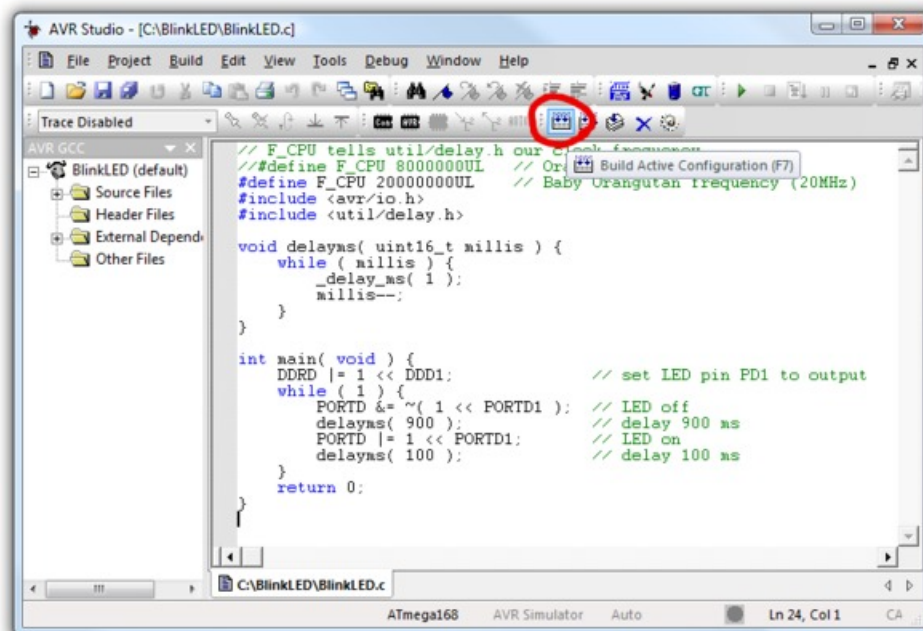 AVR Studio - [C:\BlinkLED\BlinkLED.c]
File Project Build Edit View Tools Debug Window Help
Trace Disabled
AVR GCC
BlinkLED (default)
Source Files
Header Files
External Depend
Other Files
// F_CPU tells util/delay.h our clock frequency
//#define F_CPU 8000000UL // Or
Build Active Configuration (F7)
#define F_CPU 20000000UL // Baby Orangutan frequency (20MHz)
#include <avr/io.h>
#include <util/delay.h>
void delayms( uint16_t millis ) {
while ( millis ) {
_delay_ms( 1 );
millis--;
}
}
int main( void ) {
DDRD |= 1 << DDD1; // set LED pin PD1 to output
while ( 1 ) {
PORTD &= ~( 1 << PORTD1 ); // LED off
delayms( 900 ); // delay 900 ms
PORTD |= 1 << PORTD1; // LED on
delayms( 100 ); // delay 100 ms
}
return 0;
}
C:\BlinkLED\BlinkLED.c
ATmega168 AVR Simulator Auto Ln 24, Col 1 CA